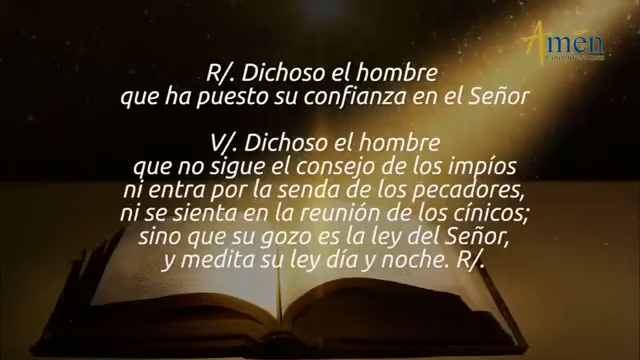 Amén
R/. Dichoso el hombre
que ha puesto su confianza en el Señor
V/. Dichoso el hombre
que no sigue el consejo de los impíos
ni entra por la senda de los pecadores,
ni se sienta en la reunión de los cínicos;
sino que su gozo es la ley del Señor,
y medita su ley día y noche. R/.